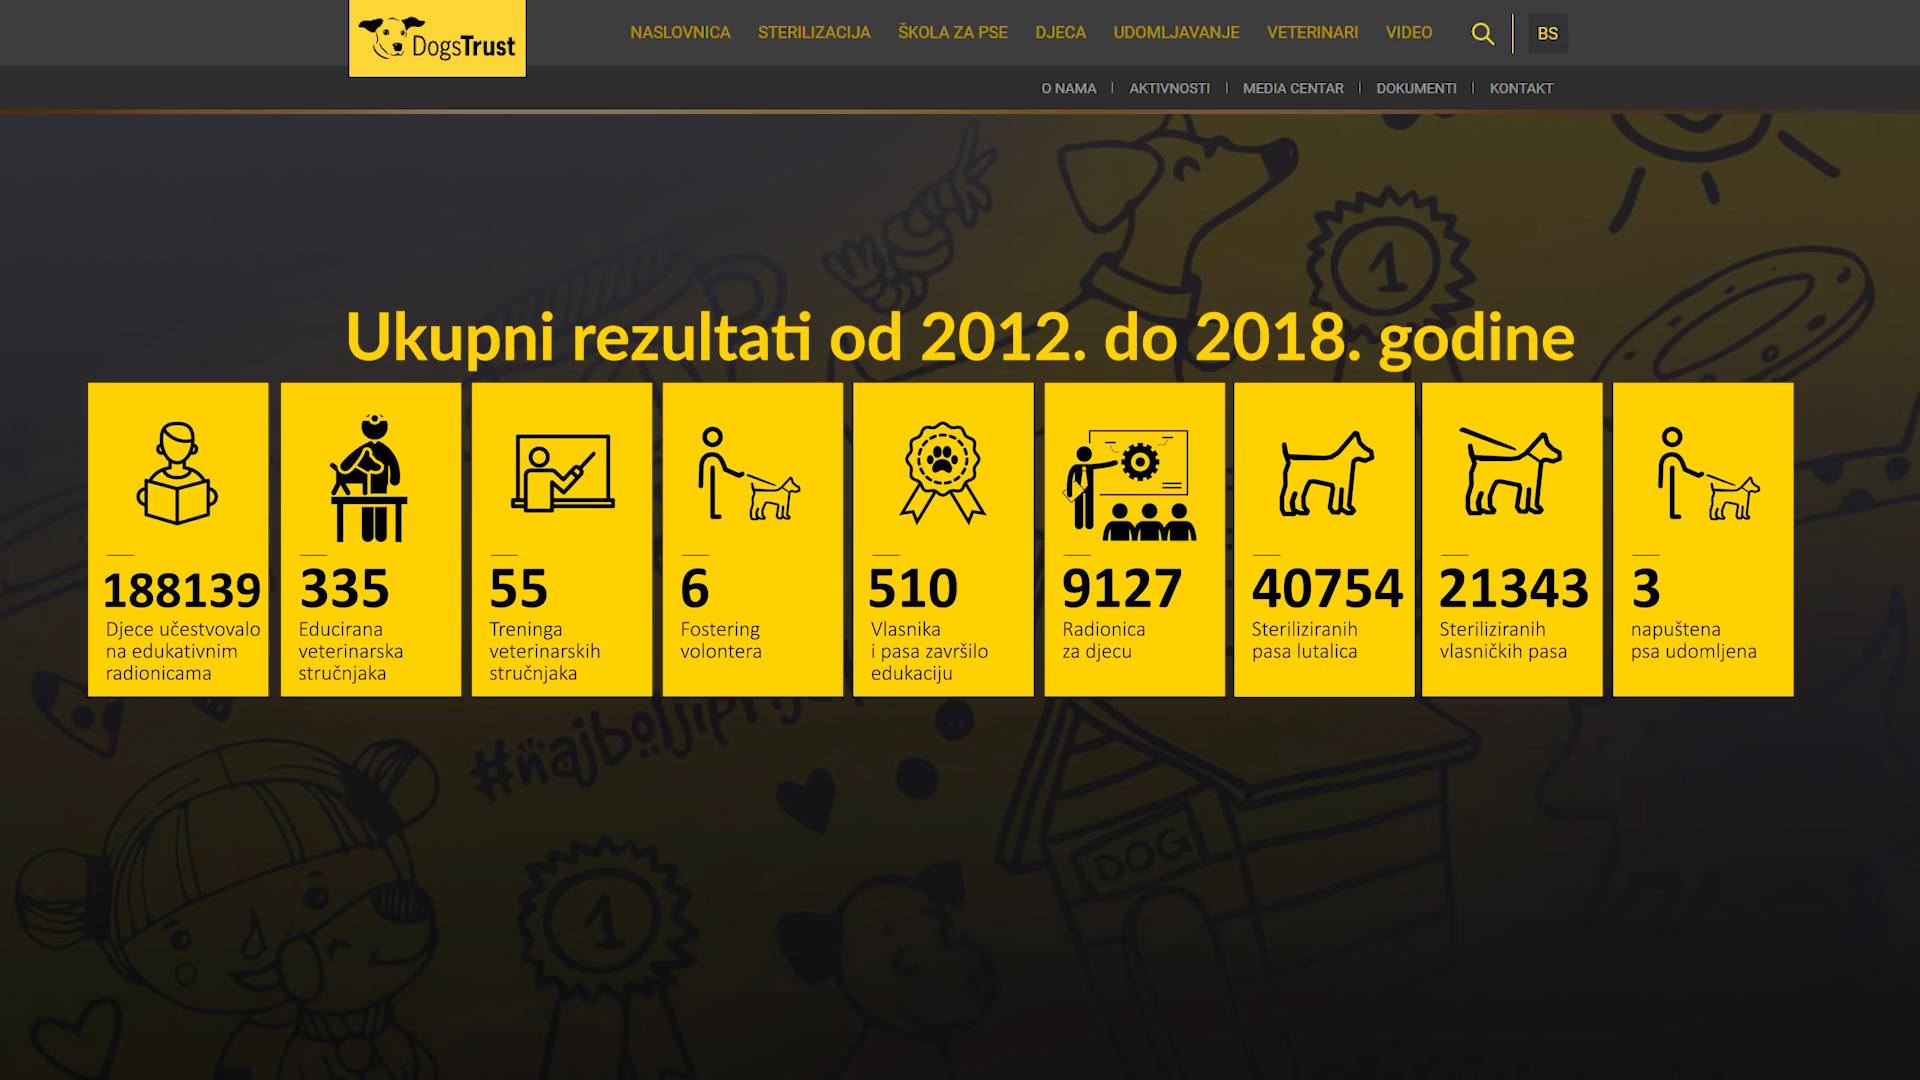 DogsTrust
NASLOVNICA STERILIZACIJA ŠKOLA ZA PSE DJECA UDOMLJAVANJE VETERINARI VIDEO BS
O NAMA | AKTIVNOSTI | MEDIA CENTAR | DOKUMENTI | KONTAKT
1
Ukupni rezultati od 2012. do 2018. godine
188139
Djece učestvovalo
na edukativnim
radionicama
335
Educirana
veterinarska
stručnjaka
55
Treninga
veterinarskih
stručnjaka
6
Fostering
volontera
510
Vlasnika
i pasa završilo
edukaciju
9127
Radionica
za djecu
40754
Steriliziranih
pasa lutalica
21343
Steriliziranih
vlasničkih pasa
3
napuštena
psa udomljena
DOG
1